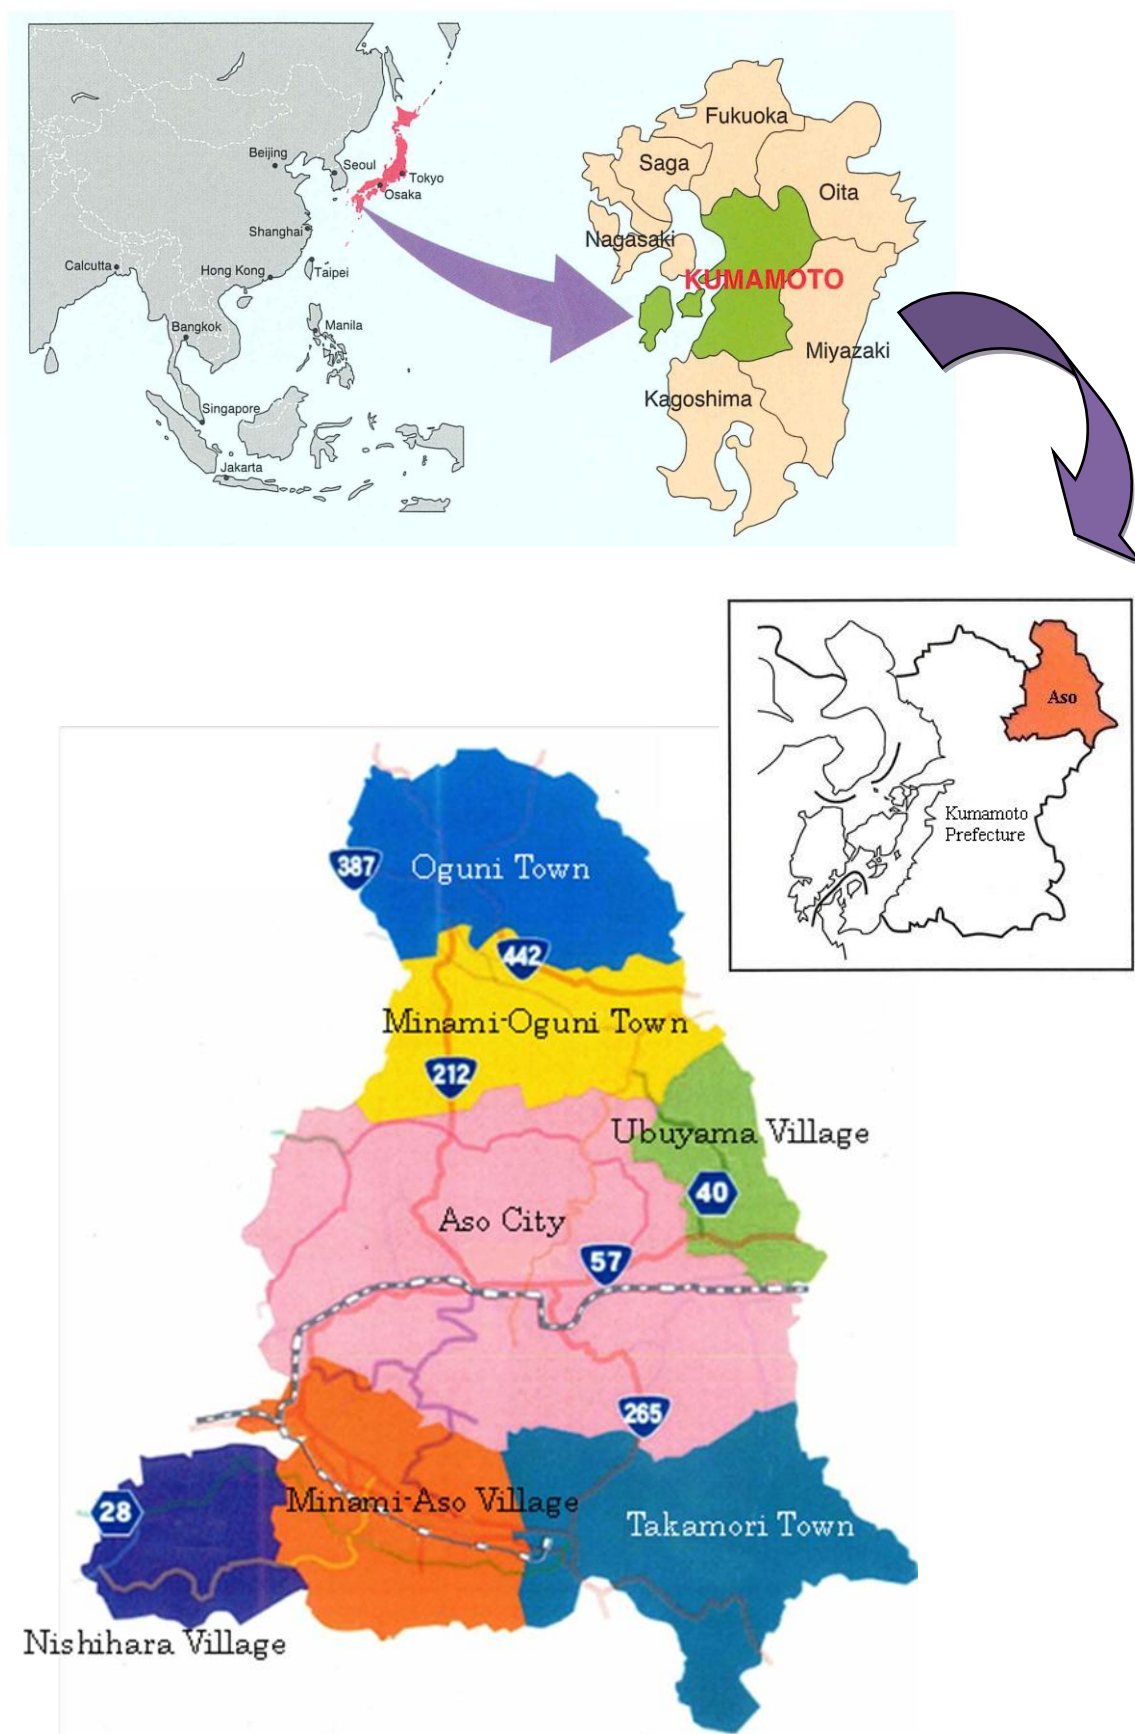 Beijing
Seoul
Tokyo
Osaka
Shanghai
Calcutta
Hong Kong
Taipei
Bangkok
Manila
Singapore
Jakarta
Fukuoka
Saga
Oita
Nagasaki
KUMAMOTO
Miyazaki
Kagoshima
Aso
Kumamoto
Prefecture
387
Oguni Town
442
Minami-Oguni Town
212
Ubuyama Village
40
Aso City
57
265
28
Minami-Aso Village
Takamori Town
Nishihara Village